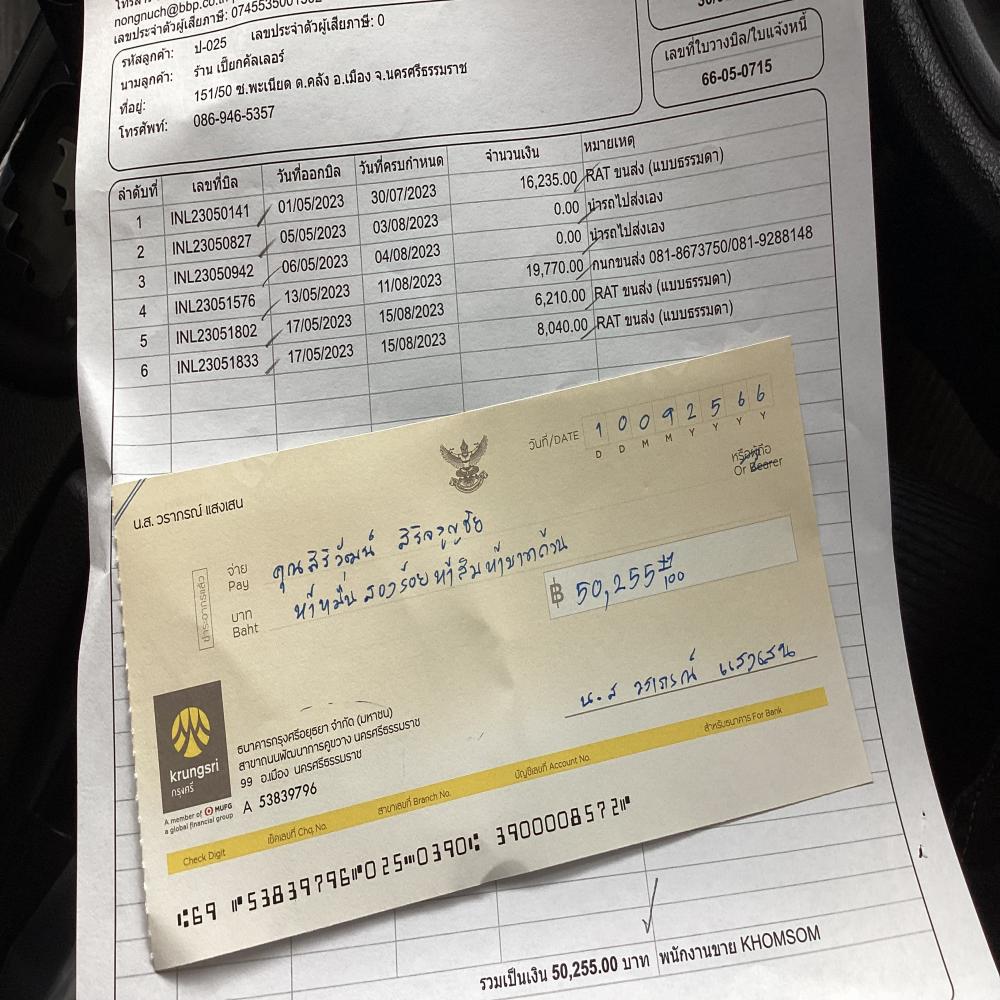 nongnuch@bbp.co.th
เลขประจำตัวผู้เสียภาษี:
รหัสลูกค้า: ป-025 เลขประจำตัวผู้เสียภาษี: 0
นามลูกค้า: ร้าน เปี๊ยกคัลเลอร์
ที่อยู่: 151/50 ซ.พะเนียด ต.คลัง อ.เมือง จ.นครศรีธรรมราช
โทรศัพท์: 086-946-5357
เลขที่ใบวางบิล/ใบแจ้งหนี้
66-05-0715
ลำดับที่ เลขที่บิล วันที่ออกบิล วันที่ครบกำหนด จำนวนเงิน หมายเหตุ
1 INL23050141 01/05/2023 30/07/2023 16,235.00 RAT ขนส่ง (แบบธรรมดา)
2 INL23050827 05/05/2023 03/08/2023 0.00 นำรถไปส่งเอง
3 INL23050942 06/05/2023 04/08/2023 0.00 นำรถไปส่งเอง
4 INL23051576 13/05/2023 11/08/2023 19,770.00 กนกขนส่ง 081-8673750/081-9288148
5 INL23051802 17/05/2023 15/08/2023 6,210.00 RAT ขนส่ง (แบบธรรมดา)
6 INL23051833 17/05/2023 15/08/2023 8,040.00 RAT ขนส่ง (แบบธรรมดา)
วันที่/DATE 1 0 0 9 2 5 6 6
D D M M Y Y Y Y
หรือผู้ถือ
Or Bearer
น.ส. วราภรณ์ แสงเสน
จ่าย คุณสิริวัฒน์ สิริจรูญชัย
Pay
บาท ห้าหมื่นสองร้อยห้าสิบห้าบาทถ้วน
Baht
฿ 50,255 100
น.ส วราภรณ์ แสงเสน
krungsri
กรุงศรี
A member of MUFG
a global financial group
ธนาคารกรุงศรีอยุธยา จำกัด (มหาชน)
สาขาถนนพัฒนาการคูขวาง นครศรีธรรมราช
99 อ.เมือง นครศรีธรรมราช
A 53839796
Check Digit เช็คเลขที่ Chq. No. สาขาเลขที่ Branch No. บัญชีเลขที่ Account No. สำหรับธนาคาร For Bank
⑆69 ⑈53839796⑈025⑉0390⑆ 3900008572⑈
รวมเป็นเงิน 50,255.00 บาท พนักงานขาย KHOMSOM